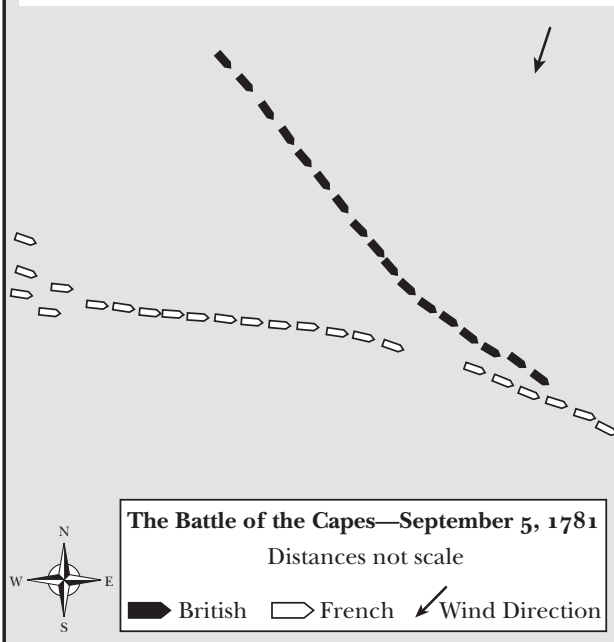 The Battle of the Capes—September 5, 1781
Distances not scale
British French Wind Direction
N
W E
S